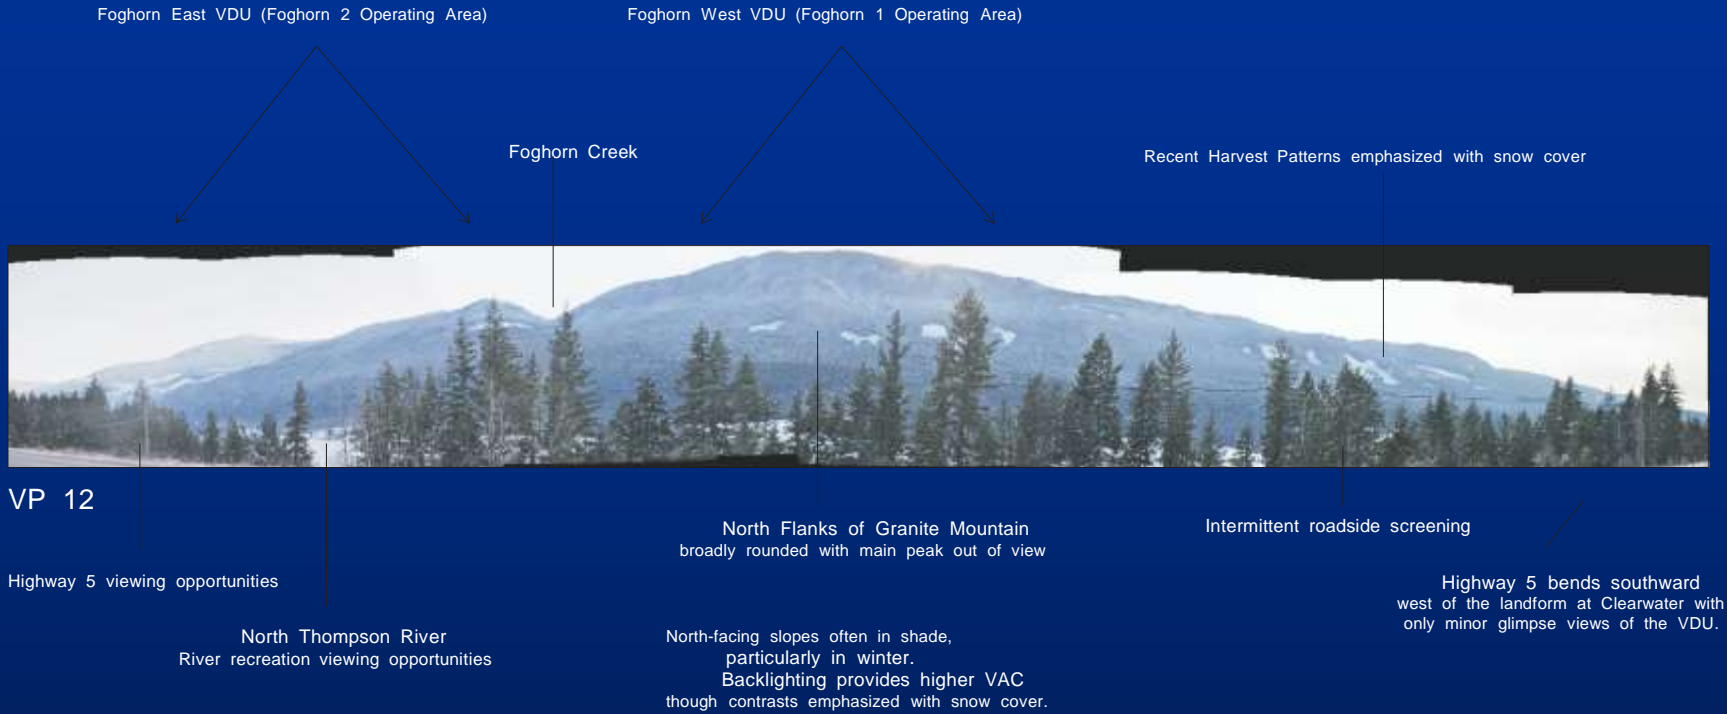 Foghorn East VDU (Foghorn 2 Operating Area)
Foghorn West VDU (Foghorn 1 Operating Area)
Foghorn Creek
Recent Harvest Patterns emphasized with snow cover
VP 12
Highway 5 viewing opportunities
North Thompson River
River recreation viewing opportunities
North Flanks of Granite Mountain
broadly rounded with main peak out of view
North-facing slopes often in shade,
particularly in winter.
Backlighting provides higher VAC
though contrasts emphasized with snow cover.
Intermittent roadside screening
Highway 5 bends southward
west of the landform at Clearwater with
only minor glimpse views of the VDU.